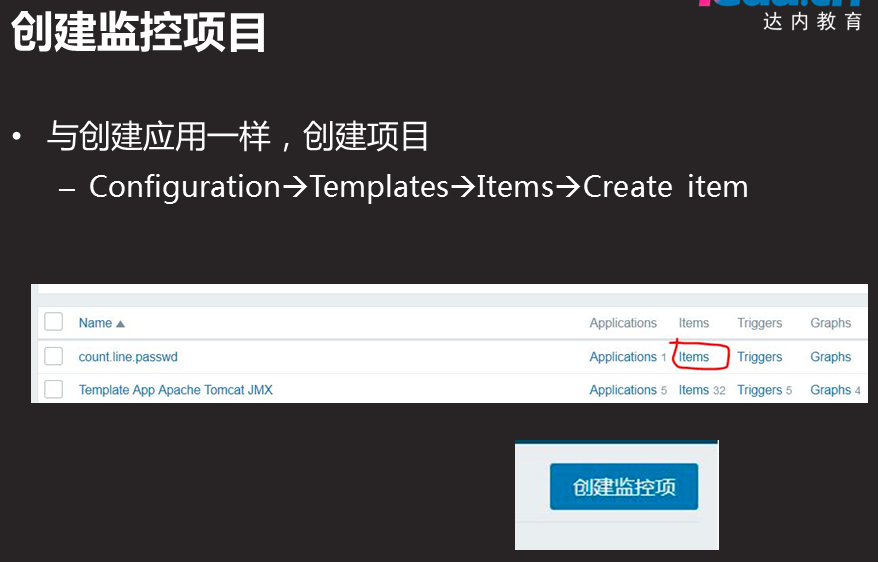 创建监控项目
达内教育
• 与创建应用一样，创建项目
– Configuration→Templates→Items→Create item
Name ▲ Applications Items Triggers Graphs
count.line.passwd Applications 1 Items Triggers Graphs
Template App Apache Tomcat JMX Applications 5 Items 32 Triggers 5 Graphs 4
创建监控项